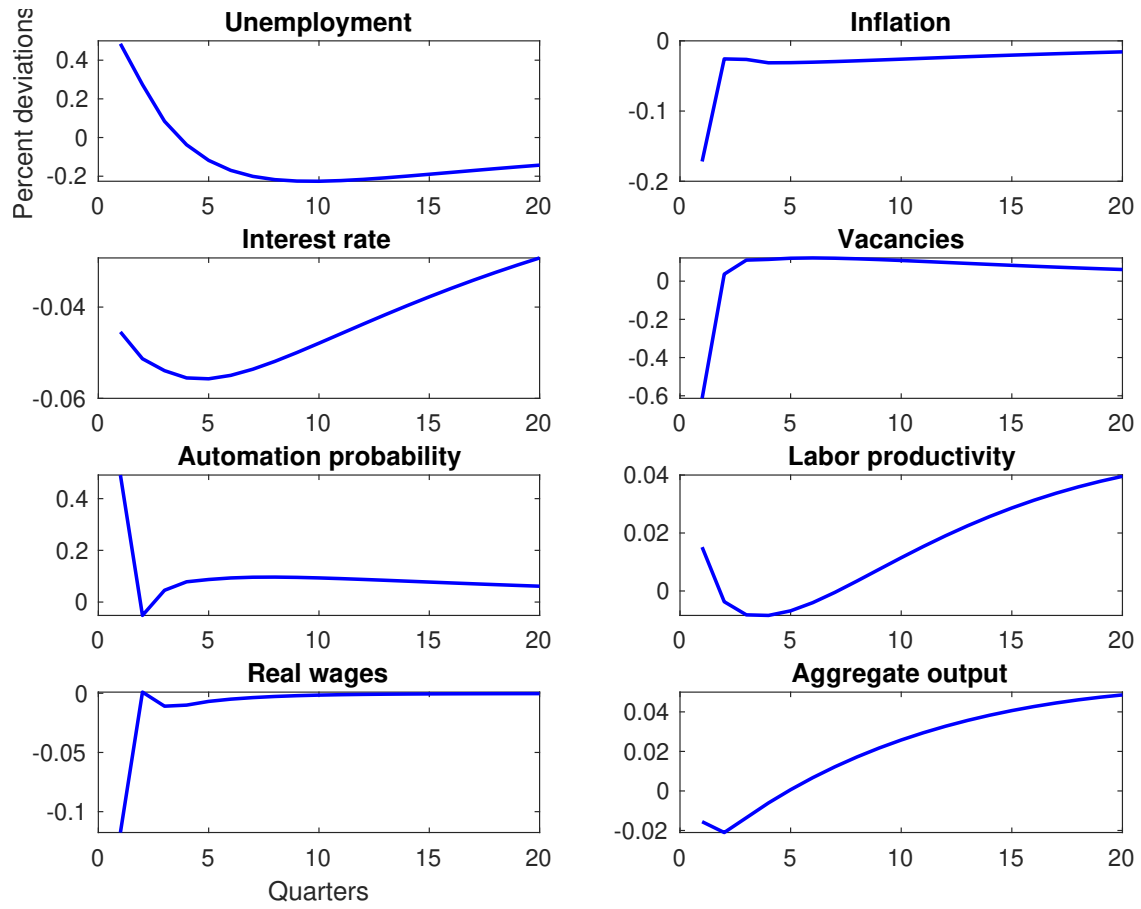 Percent deviations
Unemployment
0.4
0.2
0
-0.2
0 5 10 15 20
Inflation
0
-0.1
-0.2
0 5 10 15 20
Interest rate
-0.04
-0.06
0 5 10 15 20
Vacancies
0
-0.2
-0.4
-0.6
0 5 10 15 20
Automation probability
0.4
0.2
0
0 5 10 15 20
Labor productivity
0.04
0.02
0
0 5 10 15 20
Real wages
0
-0.05
-0.1
0 5 10 15 20
Quarters
Aggregate output
0.04
0.02
0
-0.02
0 5 10 15 20